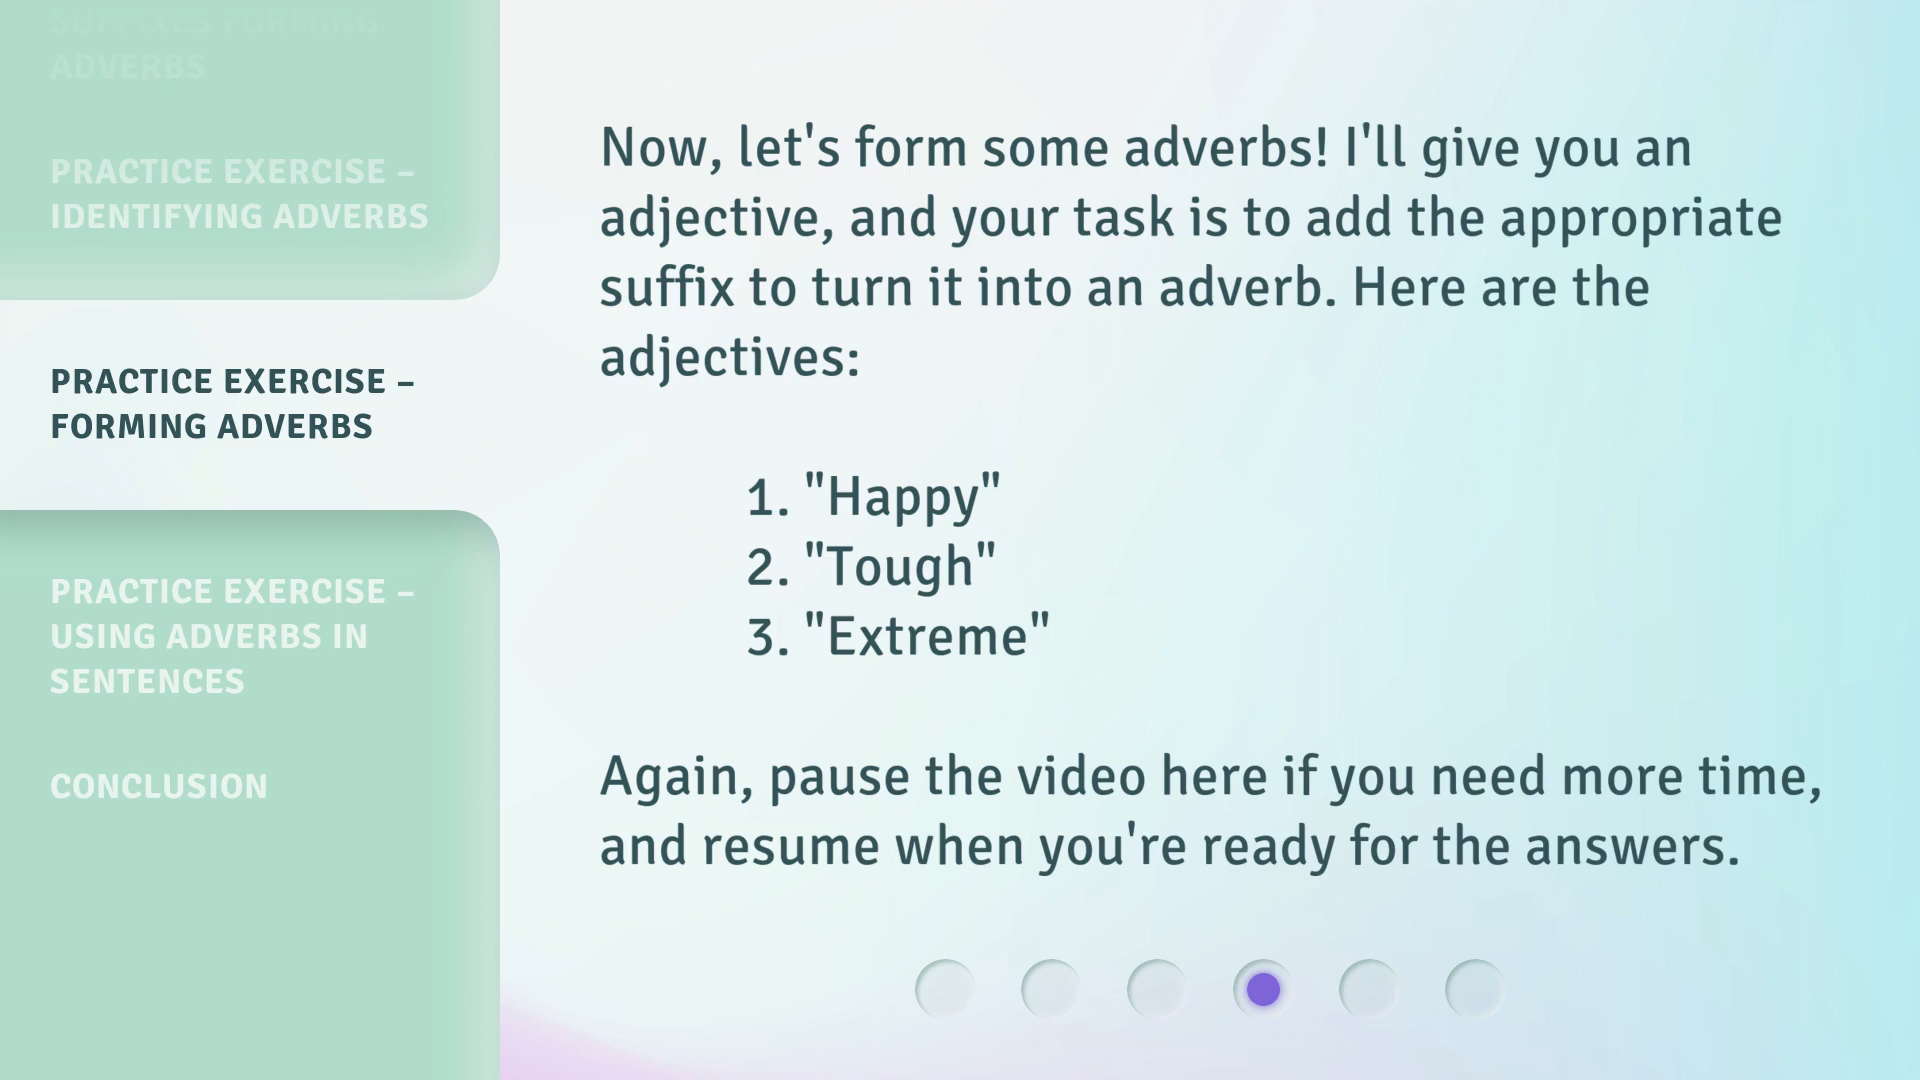 SUFFIXES FORMING
ADVERBS
PRACTICE EXERCISE –
IDENTIFYING ADVERBS
PRACTICE EXERCISE –
FORMING ADVERBS
PRACTICE EXERCISE –
USING ADVERBS IN
SENTENCES
CONCLUSION
Now, let's form some adverbs! I'll give you an
adjective, and your task is to add the appropriate
suffix to turn it into an adverb. Here are the
adjectives:
1. "Happy"
2. "Tough"
3. "Extreme"
Again, pause the video here if you need more time,
and resume when you're ready for the answers.